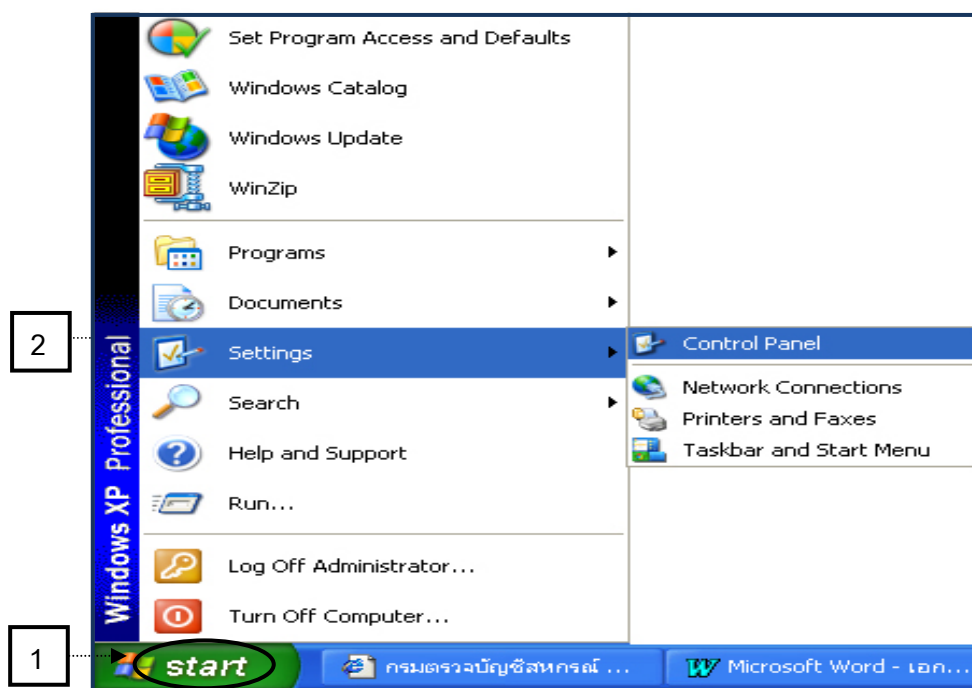 Set Program Access and Defaults
Windows Catalog
Windows Update
WinZip
Programs
Documents
2
Settings
Control Panel
Network Connections
Printers and Faxes
Taskbar and Start Menu
Search
Help and Support
Run...
Log Off Administrator...
Turn Off Computer...
Windows XP Professional
1
start
กรมตรวจบัญชีสหกรณ์ ...
Microsoft Word - เอก...